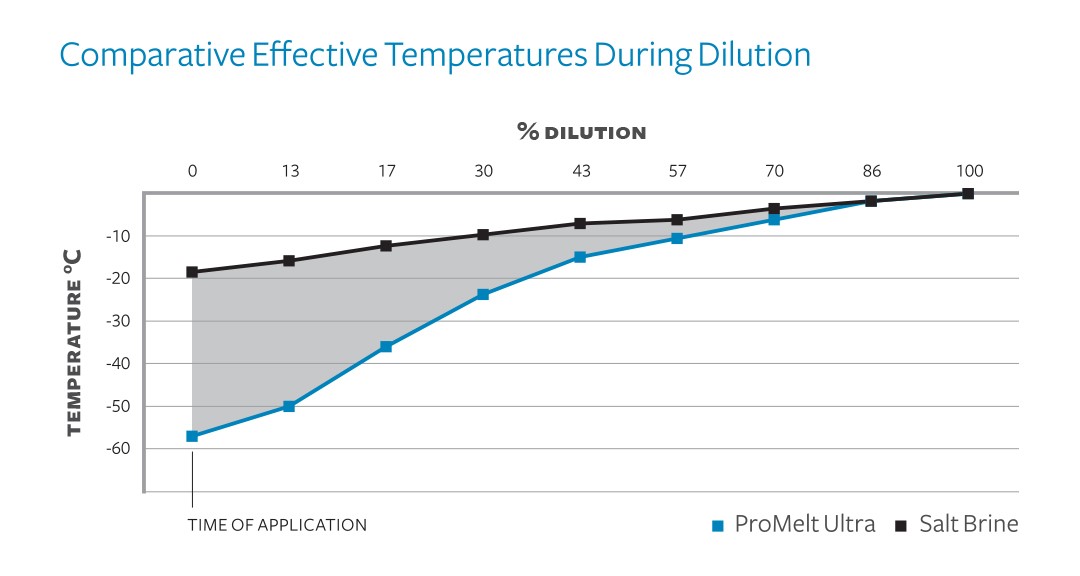 Comparative Effective Temperatures During Dilution
% DILUTION
0 13 17 30 43 57 70 86 100
TEMPERATURE °C
-10
-20
-30
-40
-50
-60
TIME OF APPLICATION
ProMelt Ultra Salt Brine